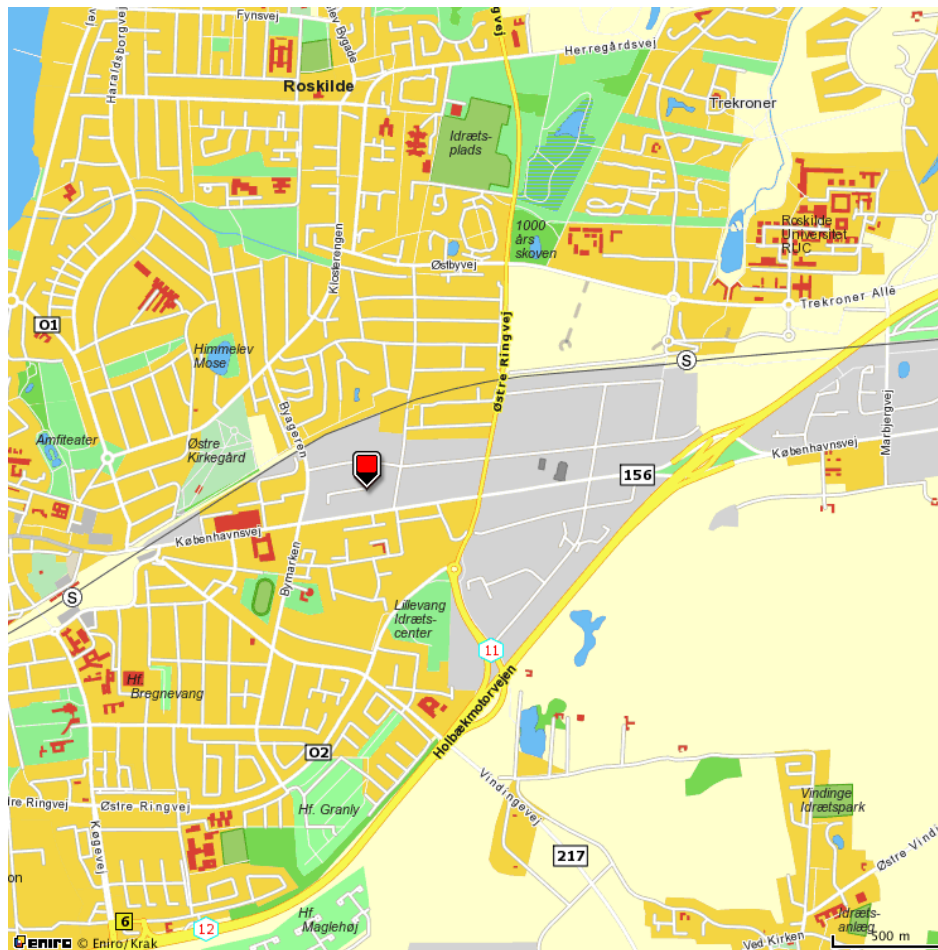 Fynsvej
Herregårdsvej
Haraldsborgvej
Roskilde
Trekroner
Idræts-
plads
Klosterengen
1000
års
skoven
Roskilde
Universitet
RUC
Østbyvej
Trekroner Allé
O1
Himmelev
Mose
Østre Ringvej
S
Byageren
Marbjergvej
Amfiteater
Østre
Kirkegård
Københavnsvej
156
Københavnsvej
Bymarken
S
Lillevang
Idræts-
center
11
Hf.
Bregnevang
Holbækmotorvejen
O2
Vindingevej
Østre Ringvej
Hf. Granly
Vindinge
Idrætspark
Køgevej
217
Østre Vindi
6
12
Hf.
Maglehøj
Idræts-
anlæg
Ved Kirken
500 m
ENIRO © Eniro/Krak